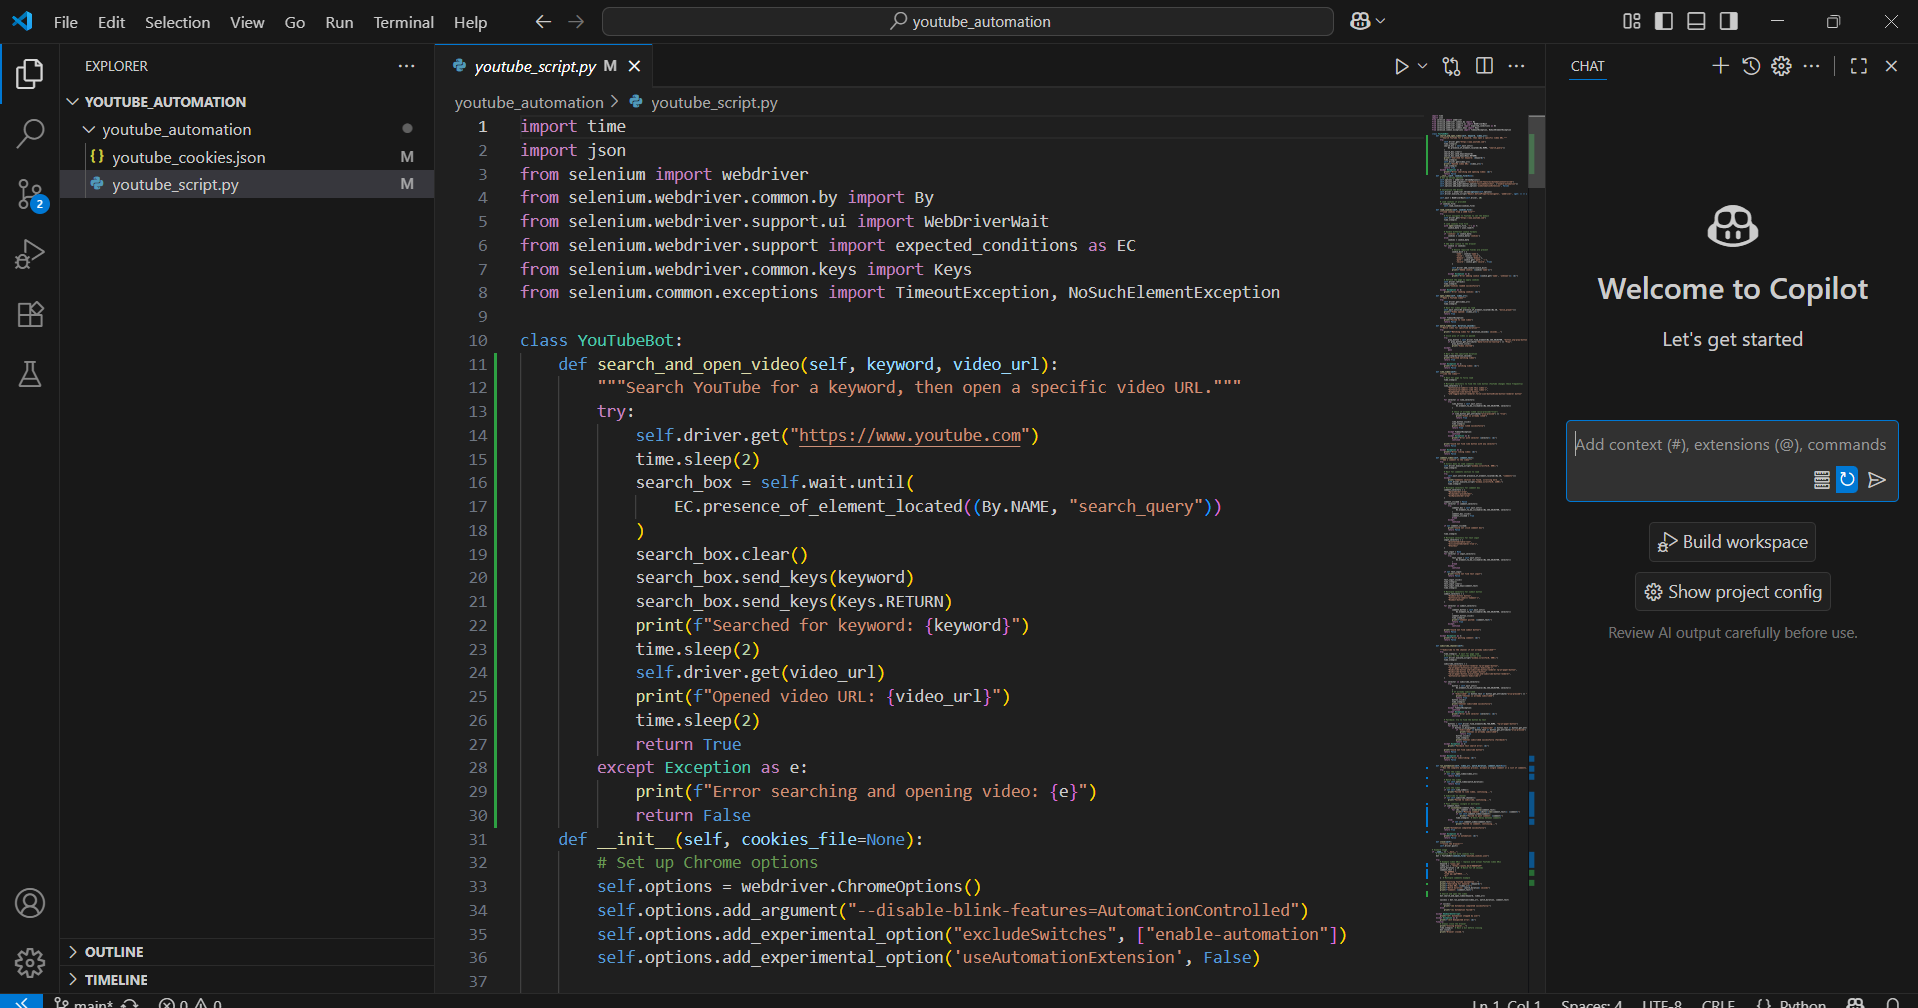 File Edit Selection View Go Run Terminal Help
youtube_automation
EXPLORER
YOUTUBE_AUTOMATION
youtube_automation
{} youtube_cookies.json M
youtube_script.py M
2
OUTLINE
TIMELINE
youtube_script.py M
youtube_automation > youtube_script.py
1 import time
2 import json
3 from selenium import webdriver
4 from selenium.webdriver.common.by import By
5 from selenium.webdriver.support.ui import WebDriverWait
6 from selenium.webdriver.support import expected_conditions as EC
7 from selenium.webdriver.common.keys import Keys
8 from selenium.common.exceptions import TimeoutException, NoSuchElementException
9
10 class YouTubeBot:
11     def search_and_open_video(self, keyword, video_url):
12         """Search YouTube for a keyword, then open a specific video URL."""
13         try:
14             self.driver.get("https://www.youtube.com")
15             time.sleep(2)
16             search_box = self.wait.until(
17                 EC.presence_of_element_located((By.NAME, "search_query"))
18             )
19             search_box.clear()
20             search_box.send_keys(keyword)
21             search_box.send_keys(Keys.RETURN)
22             print(f"Searched for keyword: {keyword}")
23             time.sleep(2)
24             self.driver.get(video_url)
25             print(f"Opened video URL: {video_url}")
26             time.sleep(2)
27             return True
28         except Exception as e:
29             print(f"Error searching and opening video: {e}")
30             return False
31     def __init__(self, cookies_file=None):
32         # Set up Chrome options
33         self.options = webdriver.ChromeOptions()
34         self.options.add_argument("--disable-blink-features=AutomationControlled")
35         self.options.add_experimental_option("excludeSwitches", ["enable-automation"])
36         self.options.add_experimental_option('useAutomationExtension', False)
37
CHAT
Welcome to Copilot
Let's get started
Add context (#), extensions (@), commands
Build workspace
Show project config
Review AI output carefully before use.
main* 0 0 Ln 1, Col 1 Spaces: 4 UTF-8 CRLF {} Python